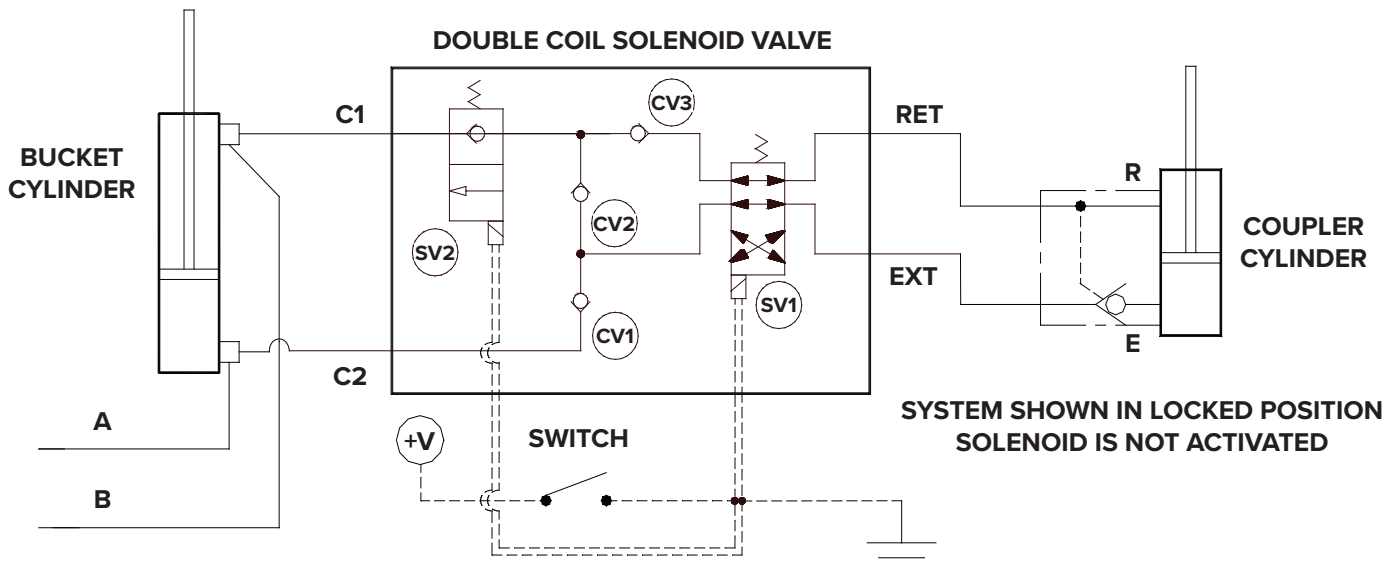 DOUBLE COIL SOLENOID VALVE
C1
CV3
RET
BUCKET
CYLINDER
R
CV2
SV2
COUPLER
CYLINDER
EXT
SV1
CV1
E
C2
A
SYSTEM SHOWN IN LOCKED POSITION
SOLENOID IS NOT ACTIVATED
+V
SWITCH
B